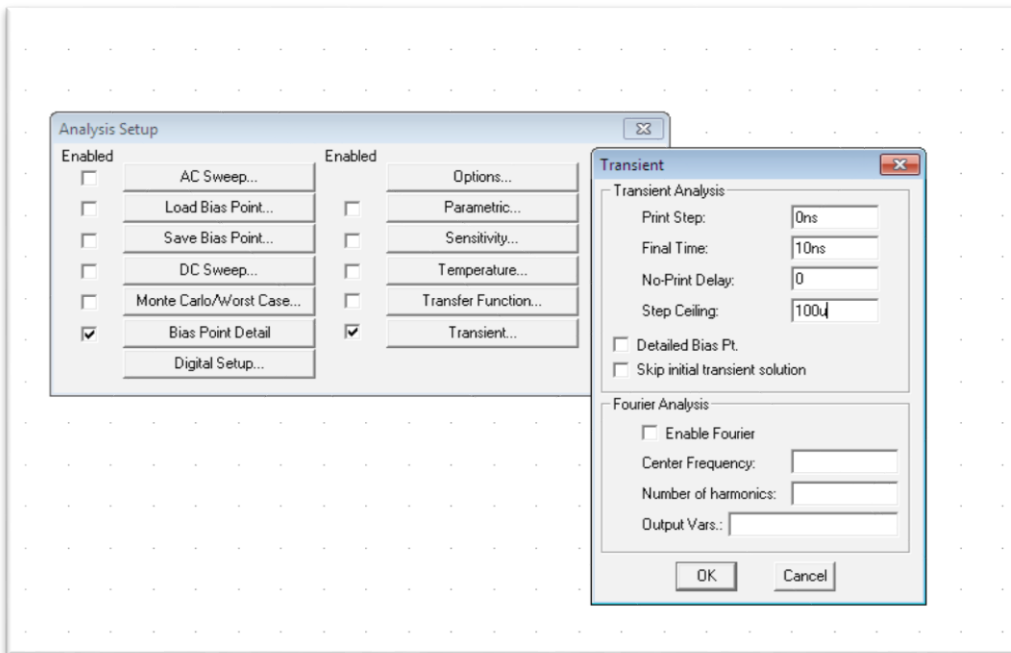 Analysis Setup
Enabled
Enabled
AC Sweep...
Options...
Load Bias Point...
Parametric...
Save Bias Point...
Sensitivity...
DC Sweep...
Temperature...
Monte Carlo/Worst Case...
Transfer Function...
Bias Point Detail
Transient...
Digital Setup...
Transient
Transient Analysis
Print Step: 0ns
Final Time: 10ns
No-Print Delay: 0
Step Ceiling: 100u
Detailed Bias Pt.
Skip initial transient solution
Fourier Analysis
Enable Fourier
Center Frequency:
Number of harmonics:
Output Vars.:
OK Cancel